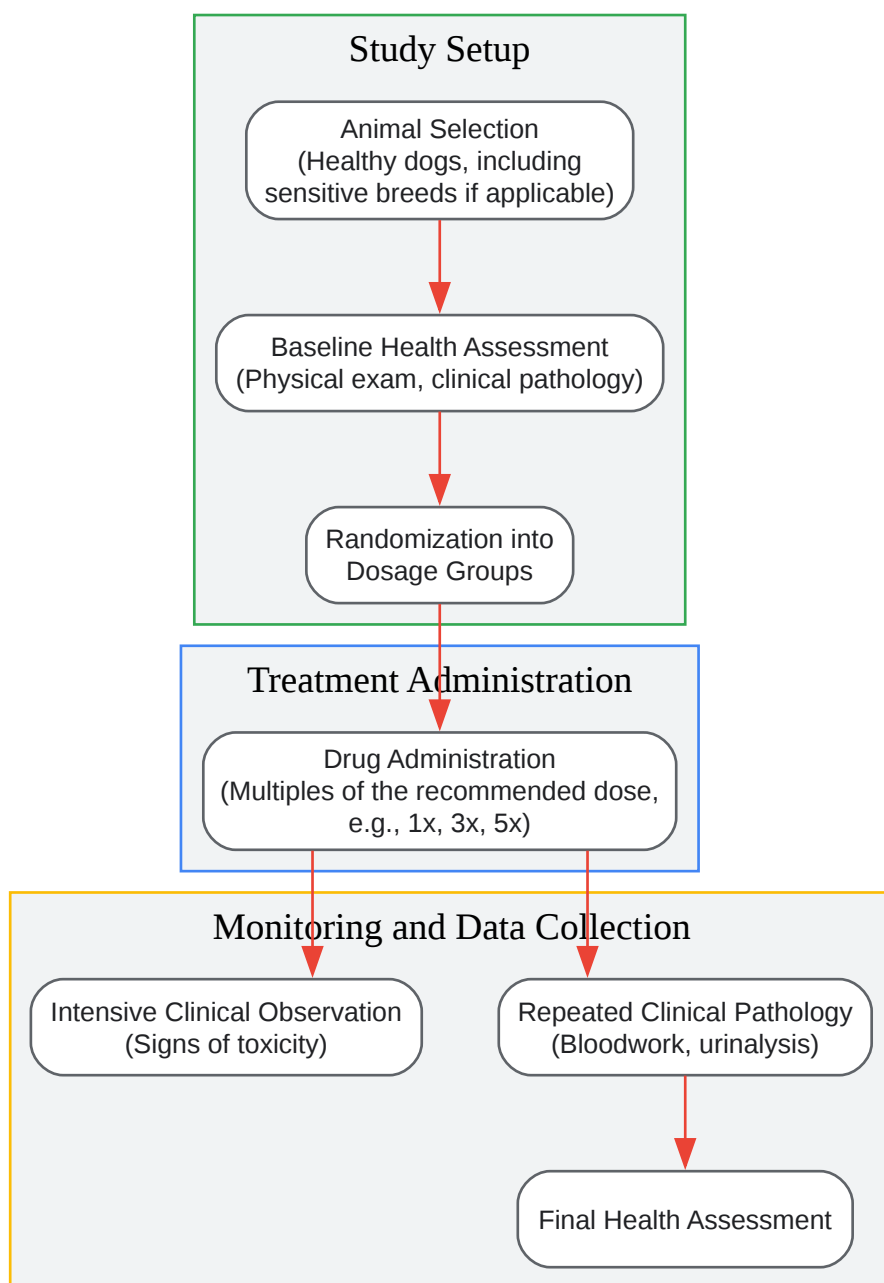 Study Setup
Animal Selection
(Healthy dogs, including
sensitive breeds if applicable)
Baseline Health Assessment
(Physical exam, clinical pathology)
Randomization into
Dosage Groups
Treatment Administration
Drug Administration
(Multiples of the recommended dose,
e.g., 1x, 3x, 5x)
Monitoring and Data Collection
Intensive Clinical Observation
(Signs of toxicity)
Repeated Clinical Pathology
(Bloodwork, urinalysis)
Final Health Assessment